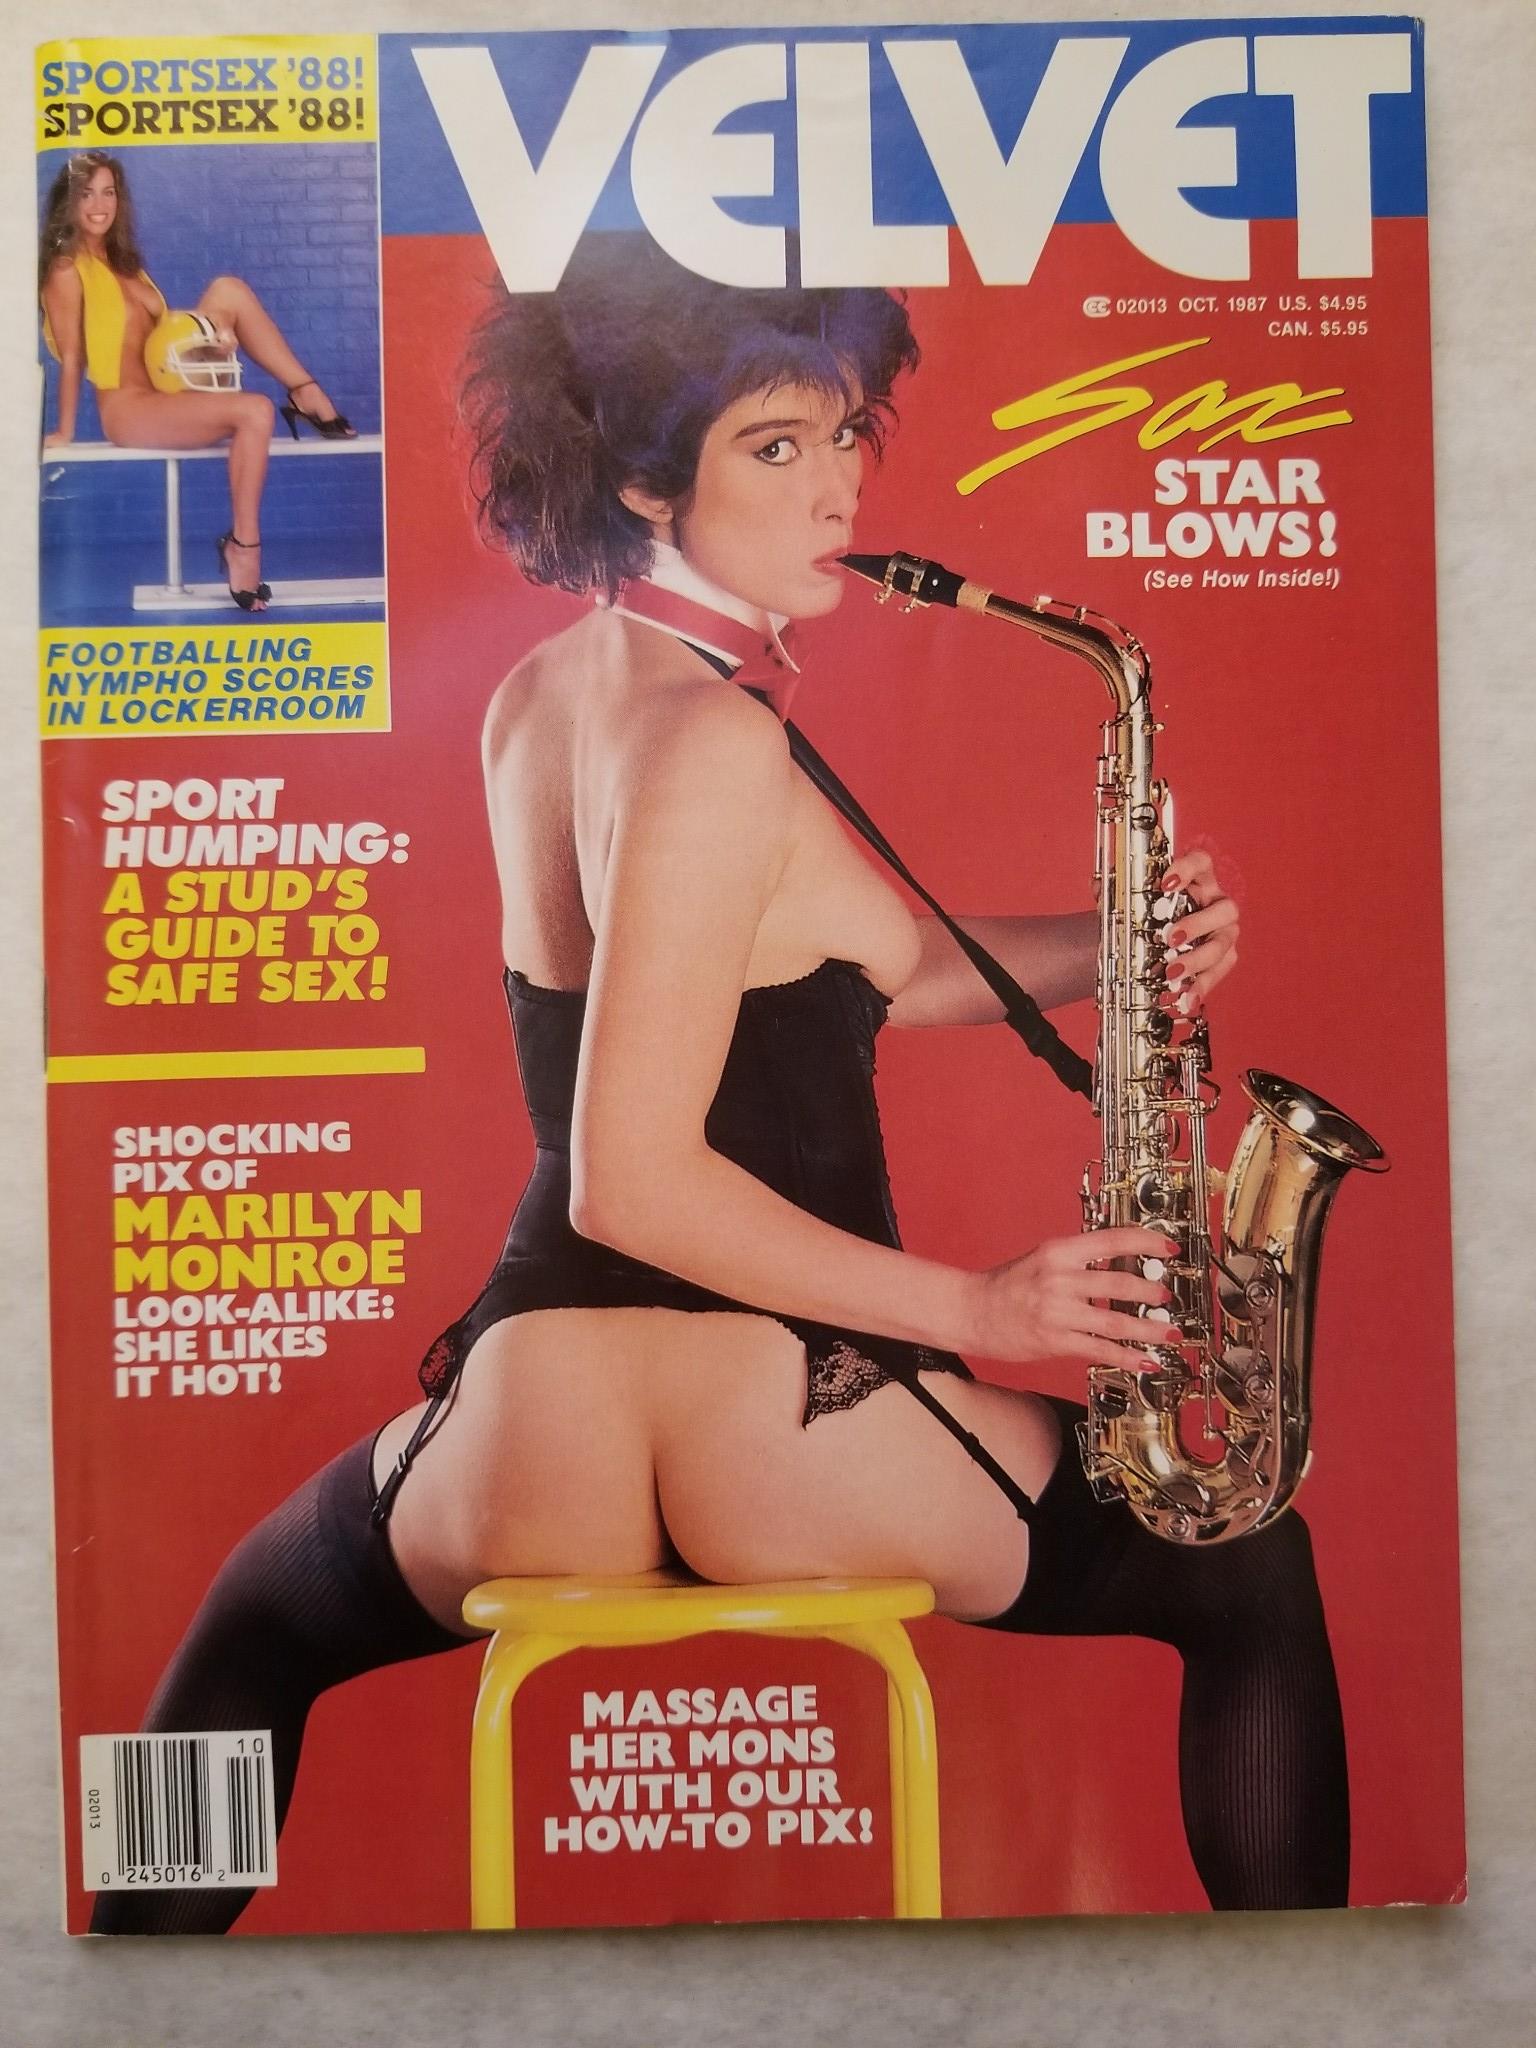 SPORTSEX '88!
SPORTSEX '88!
VELVET
02013 OCT. 1987 U.S. $4.95
CAN. $5.95
Sax
STAR
BLOWS!
(See How Inside!)
FOOTBALLING
NYMPHO SCORES
IN LOCKERROOM
SPORT
HUMPING:
A STUD'S
GUIDE TO
SAFE SEX!
SHOCKING
PIX OF
MARILYN
MONROE
LOOK-ALIKE:
SHE LIKES
IT HOT!
MASSAGE
HER MONS
WITH OUR
HOW-TO PIX!
10
02013
0 245016 2